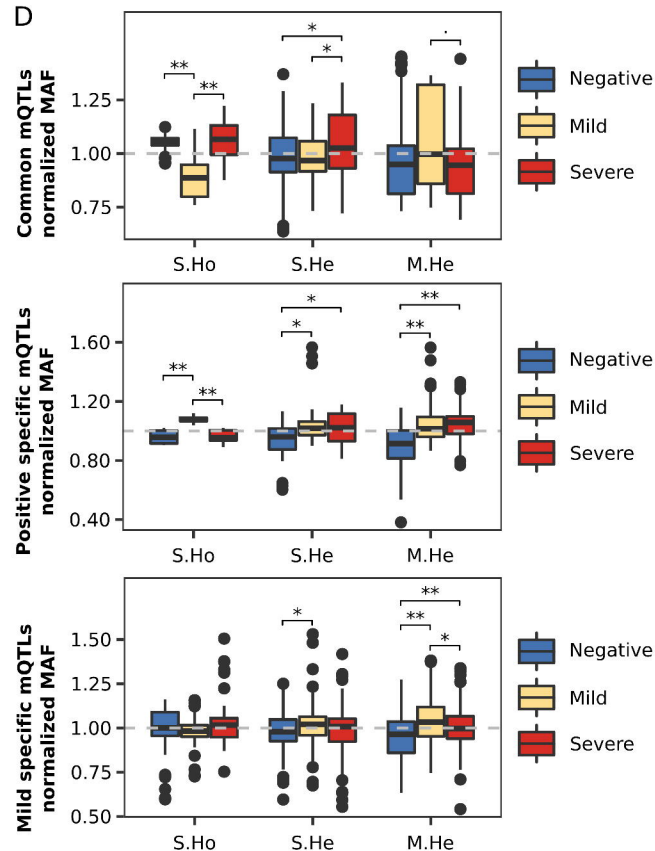 D
Common mQTLs
normalized MAF
1.25
1.00
0.75
**
**
*
*
.
S.Ho
S.He
M.He
Negative
Mild
Severe
Positive specific mQTLs
normalized MAF
1.60
1.20
0.80
0.40
**
**
*
*
**
**
S.Ho
S.He
M.He
Negative
Mild
Severe
Mild specific mQTLs
normalized MAF
1.50
1.25
1.00
0.75
0.50
*
**
**
*
S.Ho
S.He
M.He
Negative
Mild
Severe